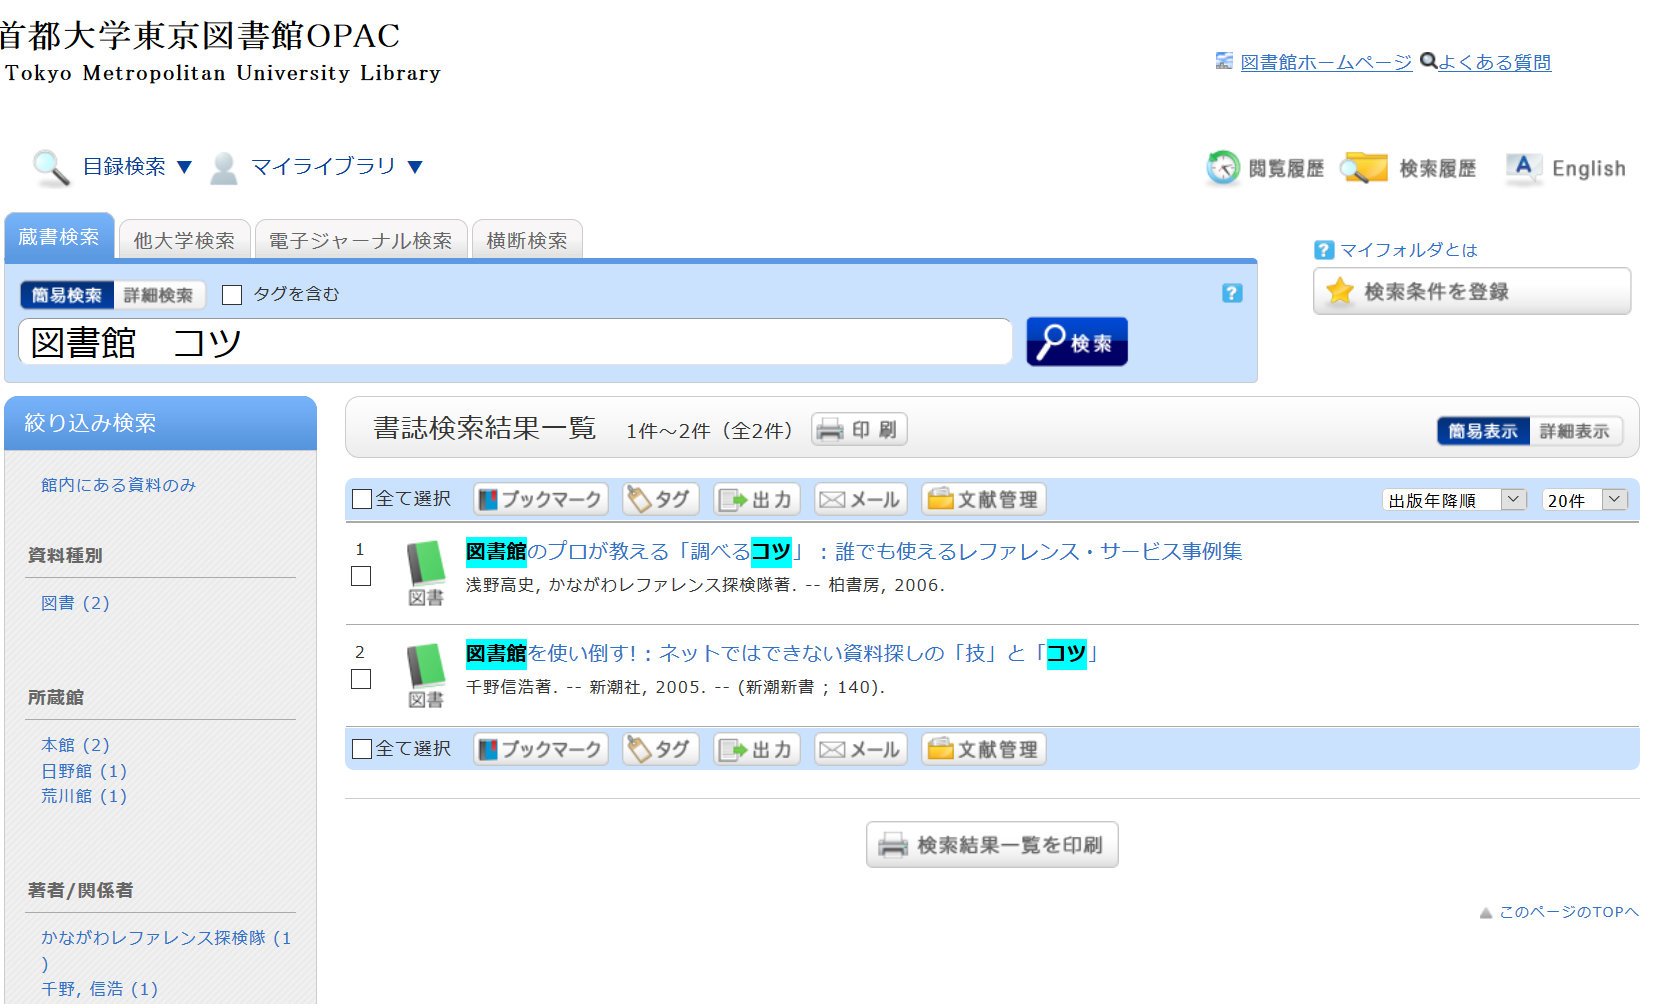 首都大学東京図書館OPAC
Tokyo Metropolitan University Library
図書館ホームページ よくある質問
目録検索 ▼ マイライブラリ ▼
閲覧履歴 検索履歴 A English
蔵書検索 他大学検索 電子ジャーナル検索 横断検索
? マイフォルダとは
簡易検索 詳細検索 タグを含む ?
検索条件を登録
図書館　コツ 検索
絞り込み検索
館内にある資料のみ
資料種別
図書 (2)
所蔵館
本館 (2)
日野館 (1)
荒川館 (1)
著者/関係者
かながわレファレンス探検隊 (1
)
千野, 信浩 (1)
書誌検索結果一覧 1件～2件（全2件） 印刷
簡易表示 詳細表示
全て選択 ブックマーク タグ 出力 メール 文献管理 出版年降順 20件
1
図書
図書館のプロが教える「調べるコツ」 : 誰でも使えるレファレンス・サービス事例集
浅野高史, かながわレファレンス探検隊著. -- 柏書房, 2006.
2
図書
図書館を使い倒す! : ネットではできない資料探しの「技」と「コツ」
千野信浩著. -- 新潮社, 2005. -- (新潮新書 ; 140).
全て選択 ブックマーク タグ 出力 メール 文献管理
検索結果一覧を印刷
▲ このページのTOPへ